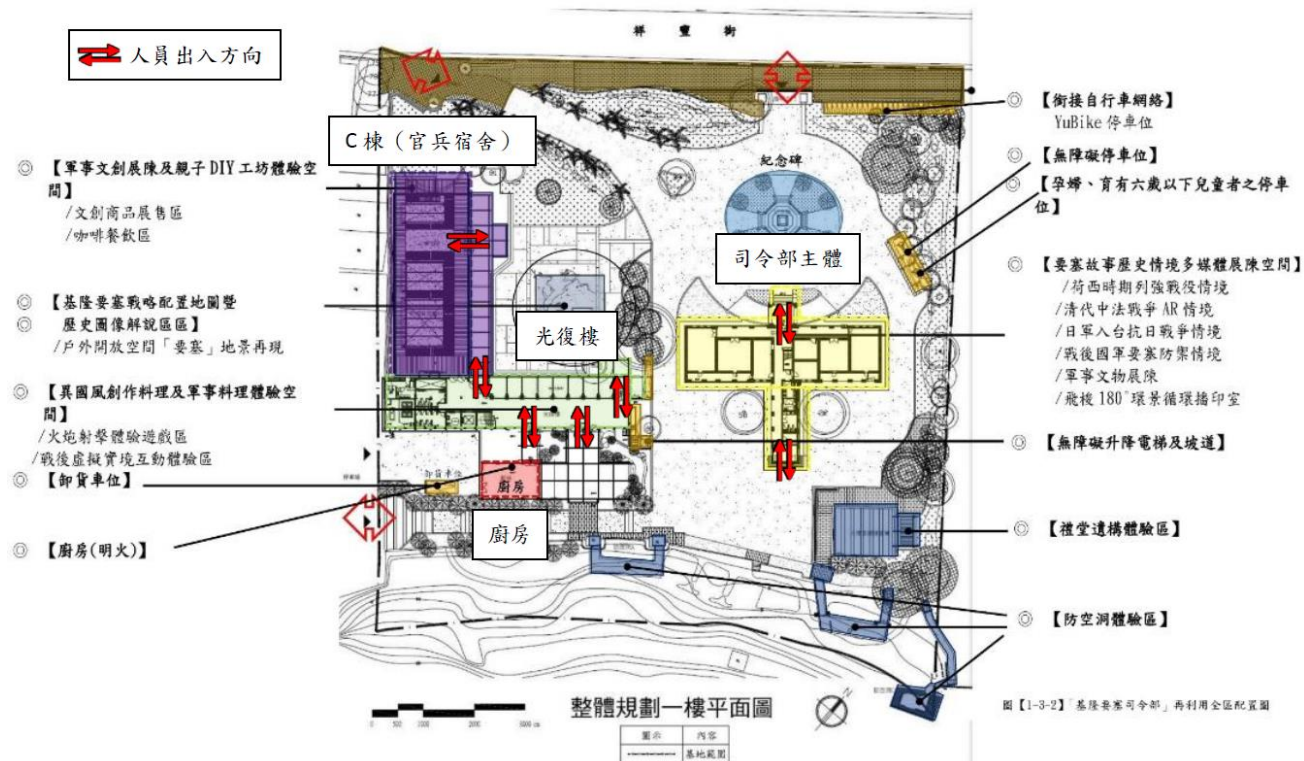 祥豐街
人員出入方向
C棟（官兵宿舍）
紀念碑
司令部主體
光復樓
卸貨車位
廚房
廚房
◎ 【軍事文創展陳及親子DIY工坊體驗空
間】
/文創商品展售區
/咖啡餐飲區
◎ 【基隆要塞戰略配置地圖暨
◎ 歷史圖像解說區區】
/戶外開放空間「要塞」地景再現
◎ 【異國風創作料理及軍事料理體驗空
間】
/火炮射擊體驗遊戲區
/戰後虛擬實境互動體驗區
◎ 【卸貨車位】
◎ 【廚房(明火)】
◎ 【銜接自行車網絡】
YuBike 停車位
◎ 【無障礙停車位】
◎ 【孕婦、育有六歲以下兒童者之停車
位】
◎ 【要塞故事歷史情境多媒體展陳空間】
/荷西時期列強戰役情境
/清代中法戰爭 AR 情境
/日軍入台抗日戰爭情境
/戰後國軍要塞防禦情境
/軍事文物展陳
/飛梭 180°環景循環播印室
◎ 【無障礙升降電梯及坡道】
◎ 【禮堂遺構體驗區】
◎ 【防空洞體驗區】
整體規劃一樓平面圖
N
0 500 1000 2000 3000 cm
圖示 內容
基地範圍
圖【1-3-2】「基隆要塞司令部」再利用全區配置圖